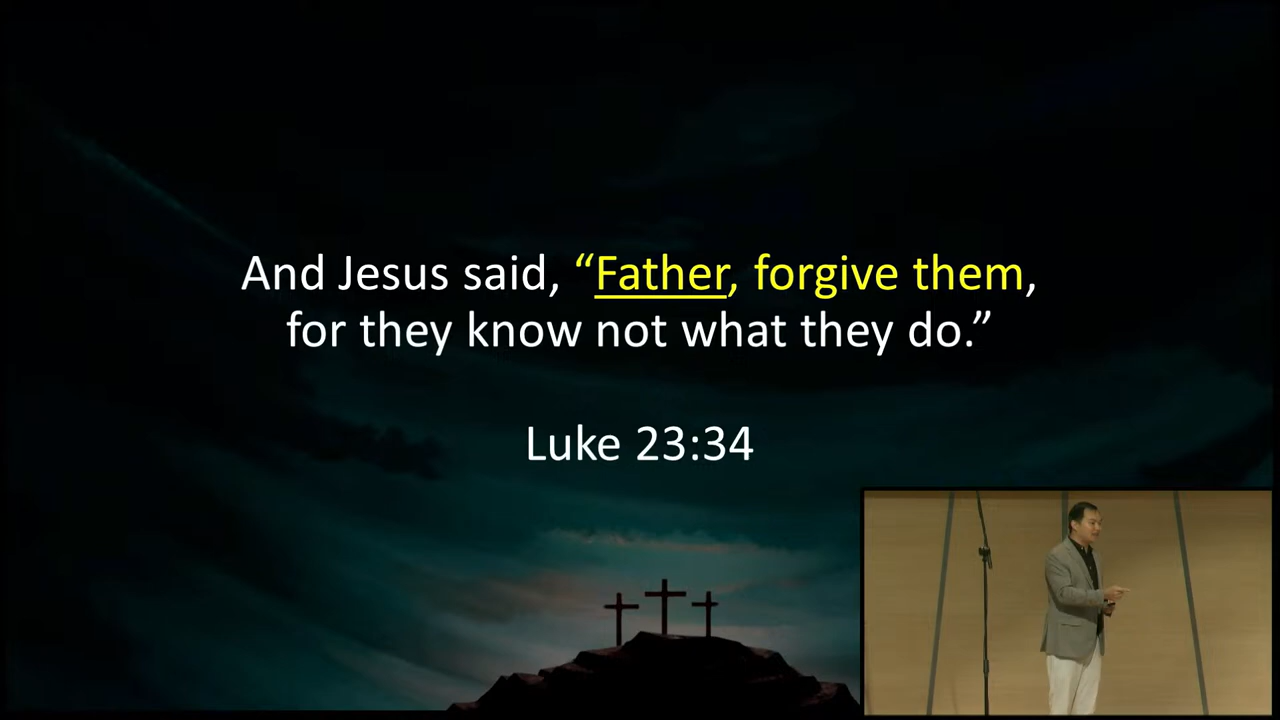 And Jesus said, “Father, forgive them,
for they know not what they do.”
Luke 23:34